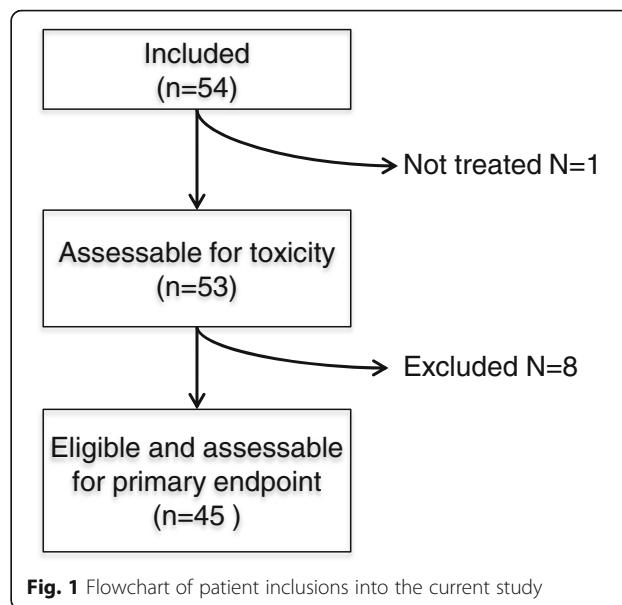 Included
(n=54)
Not treated N=1
Assessable for toxicity
(n=53)
Excluded N=8
Eligible and assessable
for primary endpoint
(n=45 )
Fig. 1 Flowchart of patient inclusions into the current study